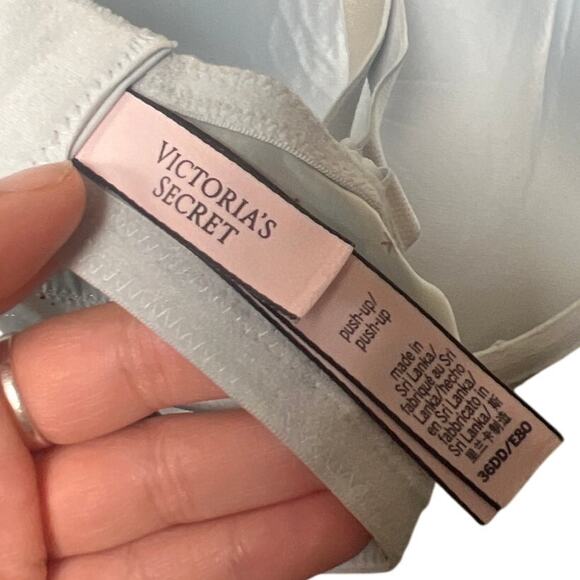 VICTORIA'S
SECRET
push-up/
push-up
made in
Sri Lanka/
fabriqué au Sri
Lanka/hecho
en Sri Lanka/
fabbricato in
Sri Lanka/斯
里兰卡制造
36DD/E80